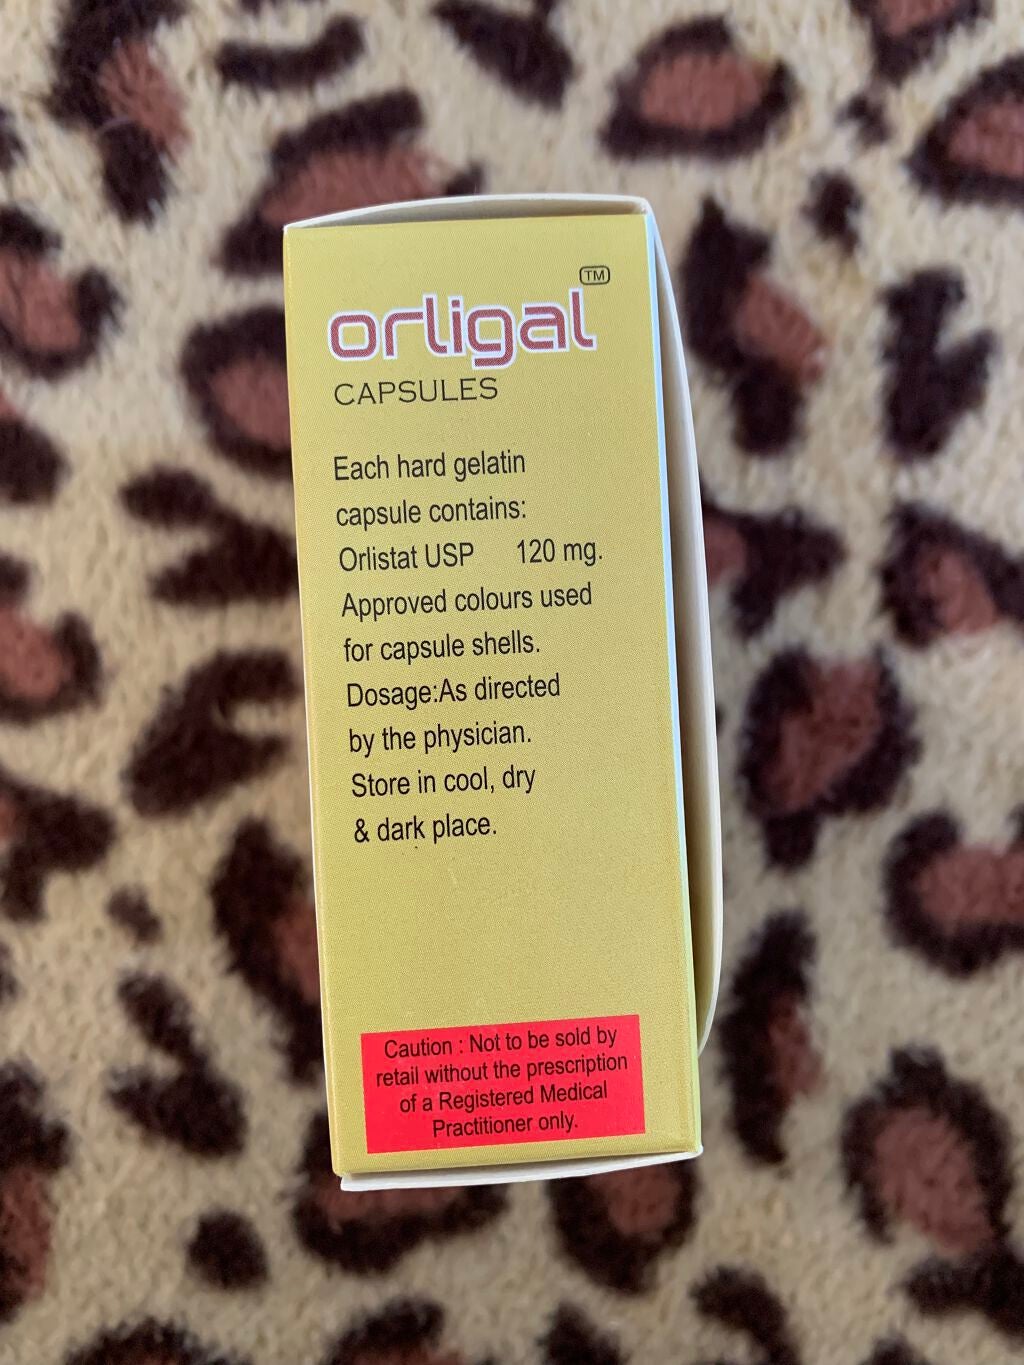 orligal TM
CAPSULES
Each hard gelatin
capsule contains:
Orlistat USP 120 mg.
Approved colours used
for capsule shells.
Dosage:As directed
by the physician.
Store in cool, dry
& dark place.
Caution : Not to be sold by
retail without the prescription
of a Registered Medical
Practitioner only.